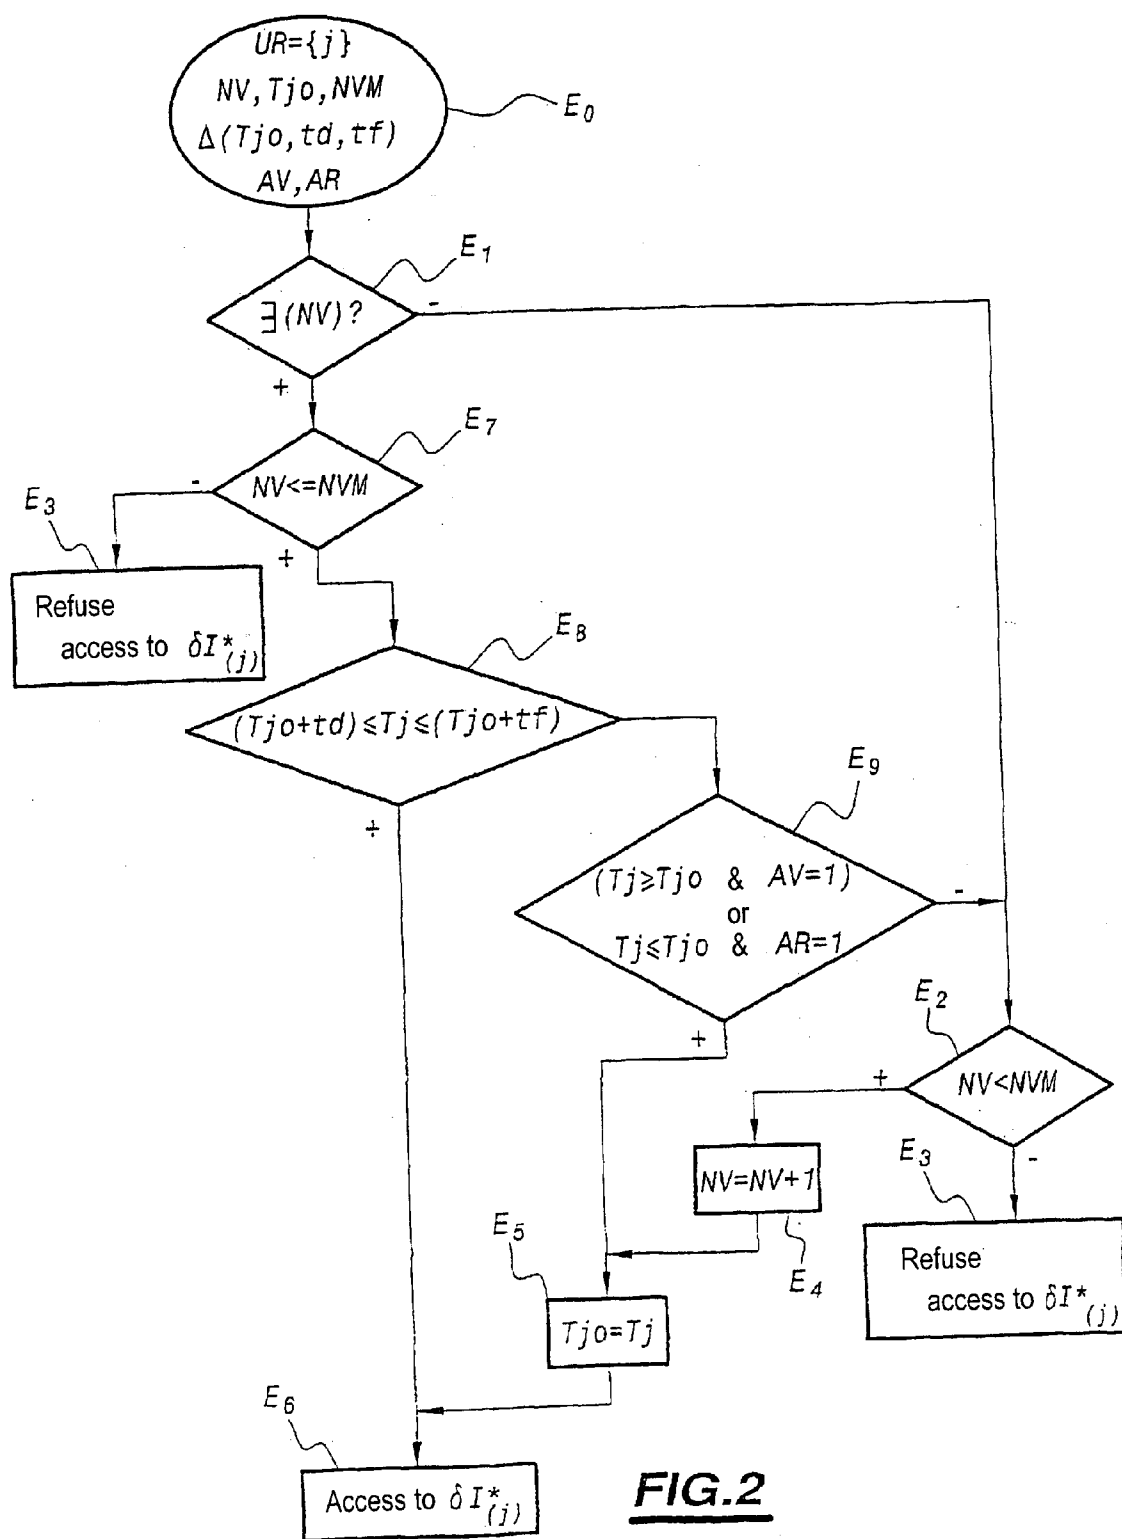 UR={j}
NV,Tjo,NVM
Δ(Tjo,td,tf)
AV,AR
E0
E1
∃(NV)?
-
+
E7
NV<=NVM
-
+
E3
Refuse
access to δI*(j)
E8
(Tjo+td)≤Tj≤(Tjo+tf)
+
E9
(Tj≥Tjo & AV=1)
or
Tj≤Tjo & AR=1
-
+
E2
NV<NVM
+
-
E3
Refuse
access to δI*(j)
NV=NV+1
E4
E5
Tjo=Tj
E6
Access to δI*(j)
FIG.2